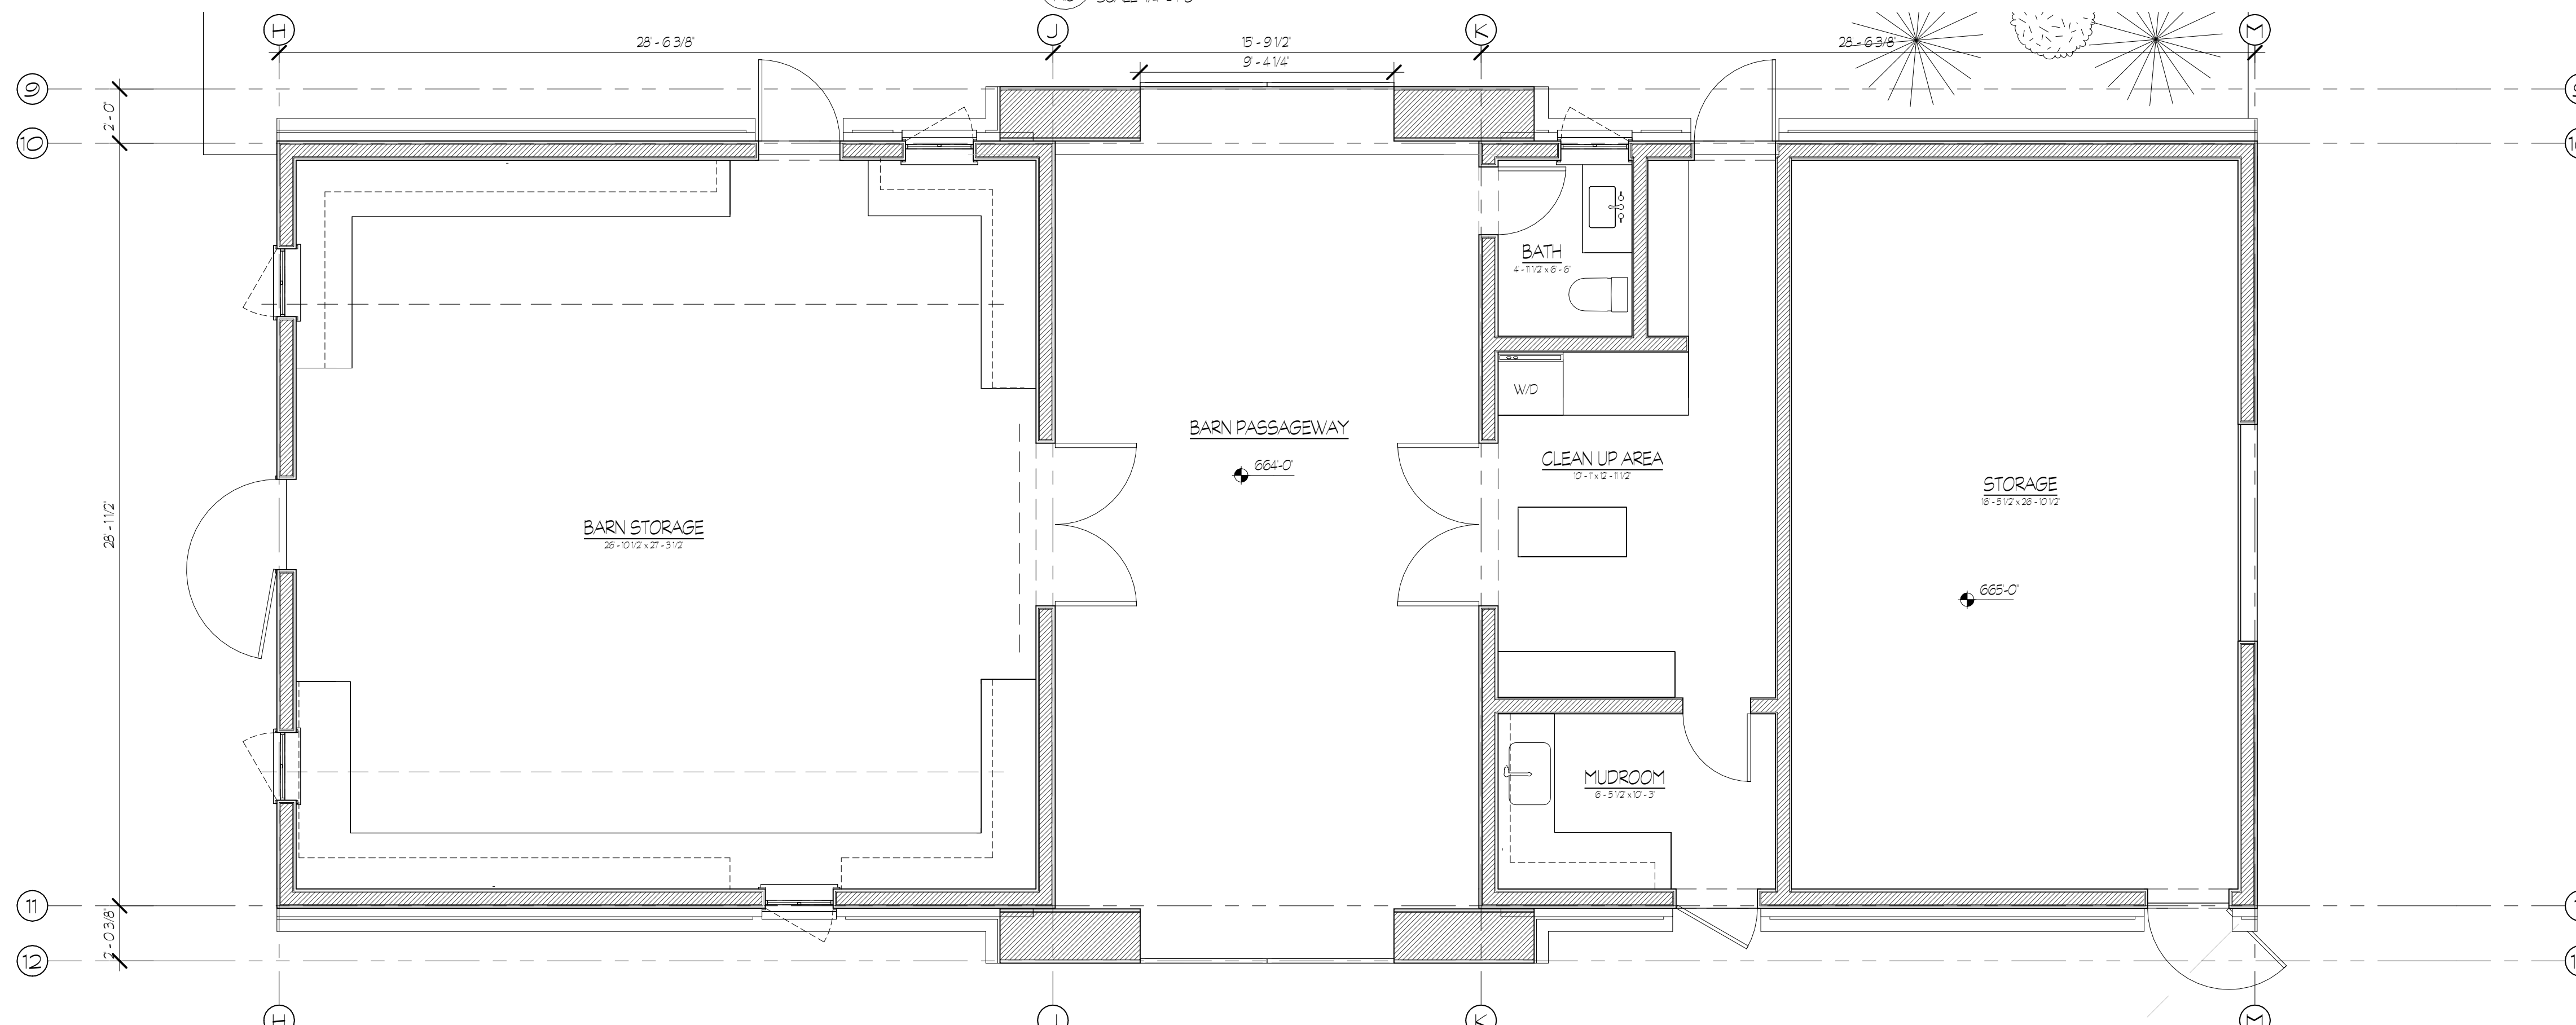 H
J
K
M
28' - 6 3/8"
15' - 9 1/2"
28' - 6 3/8"
9' - 4 1/4"
9
2' - 0"
10
BATH
4' - 11 1/2" x 6' - 6"
W/D
BARN PASSAGEWAY
664'-0"
CLEAN UP AREA
10' - 1" x 12' - 11 1/2"
STORAGE
16' - 5 1/2" x 26' - 10 1/2"
28' - 1 1/2"
BARN STORAGE
26' - 10 1/2" x 27' - 3 1/2"
665'-0"
MUDROOM
6' - 5 1/2" x 10' - 3"
11
2' - 0 3/8"
12
H
J
K
M